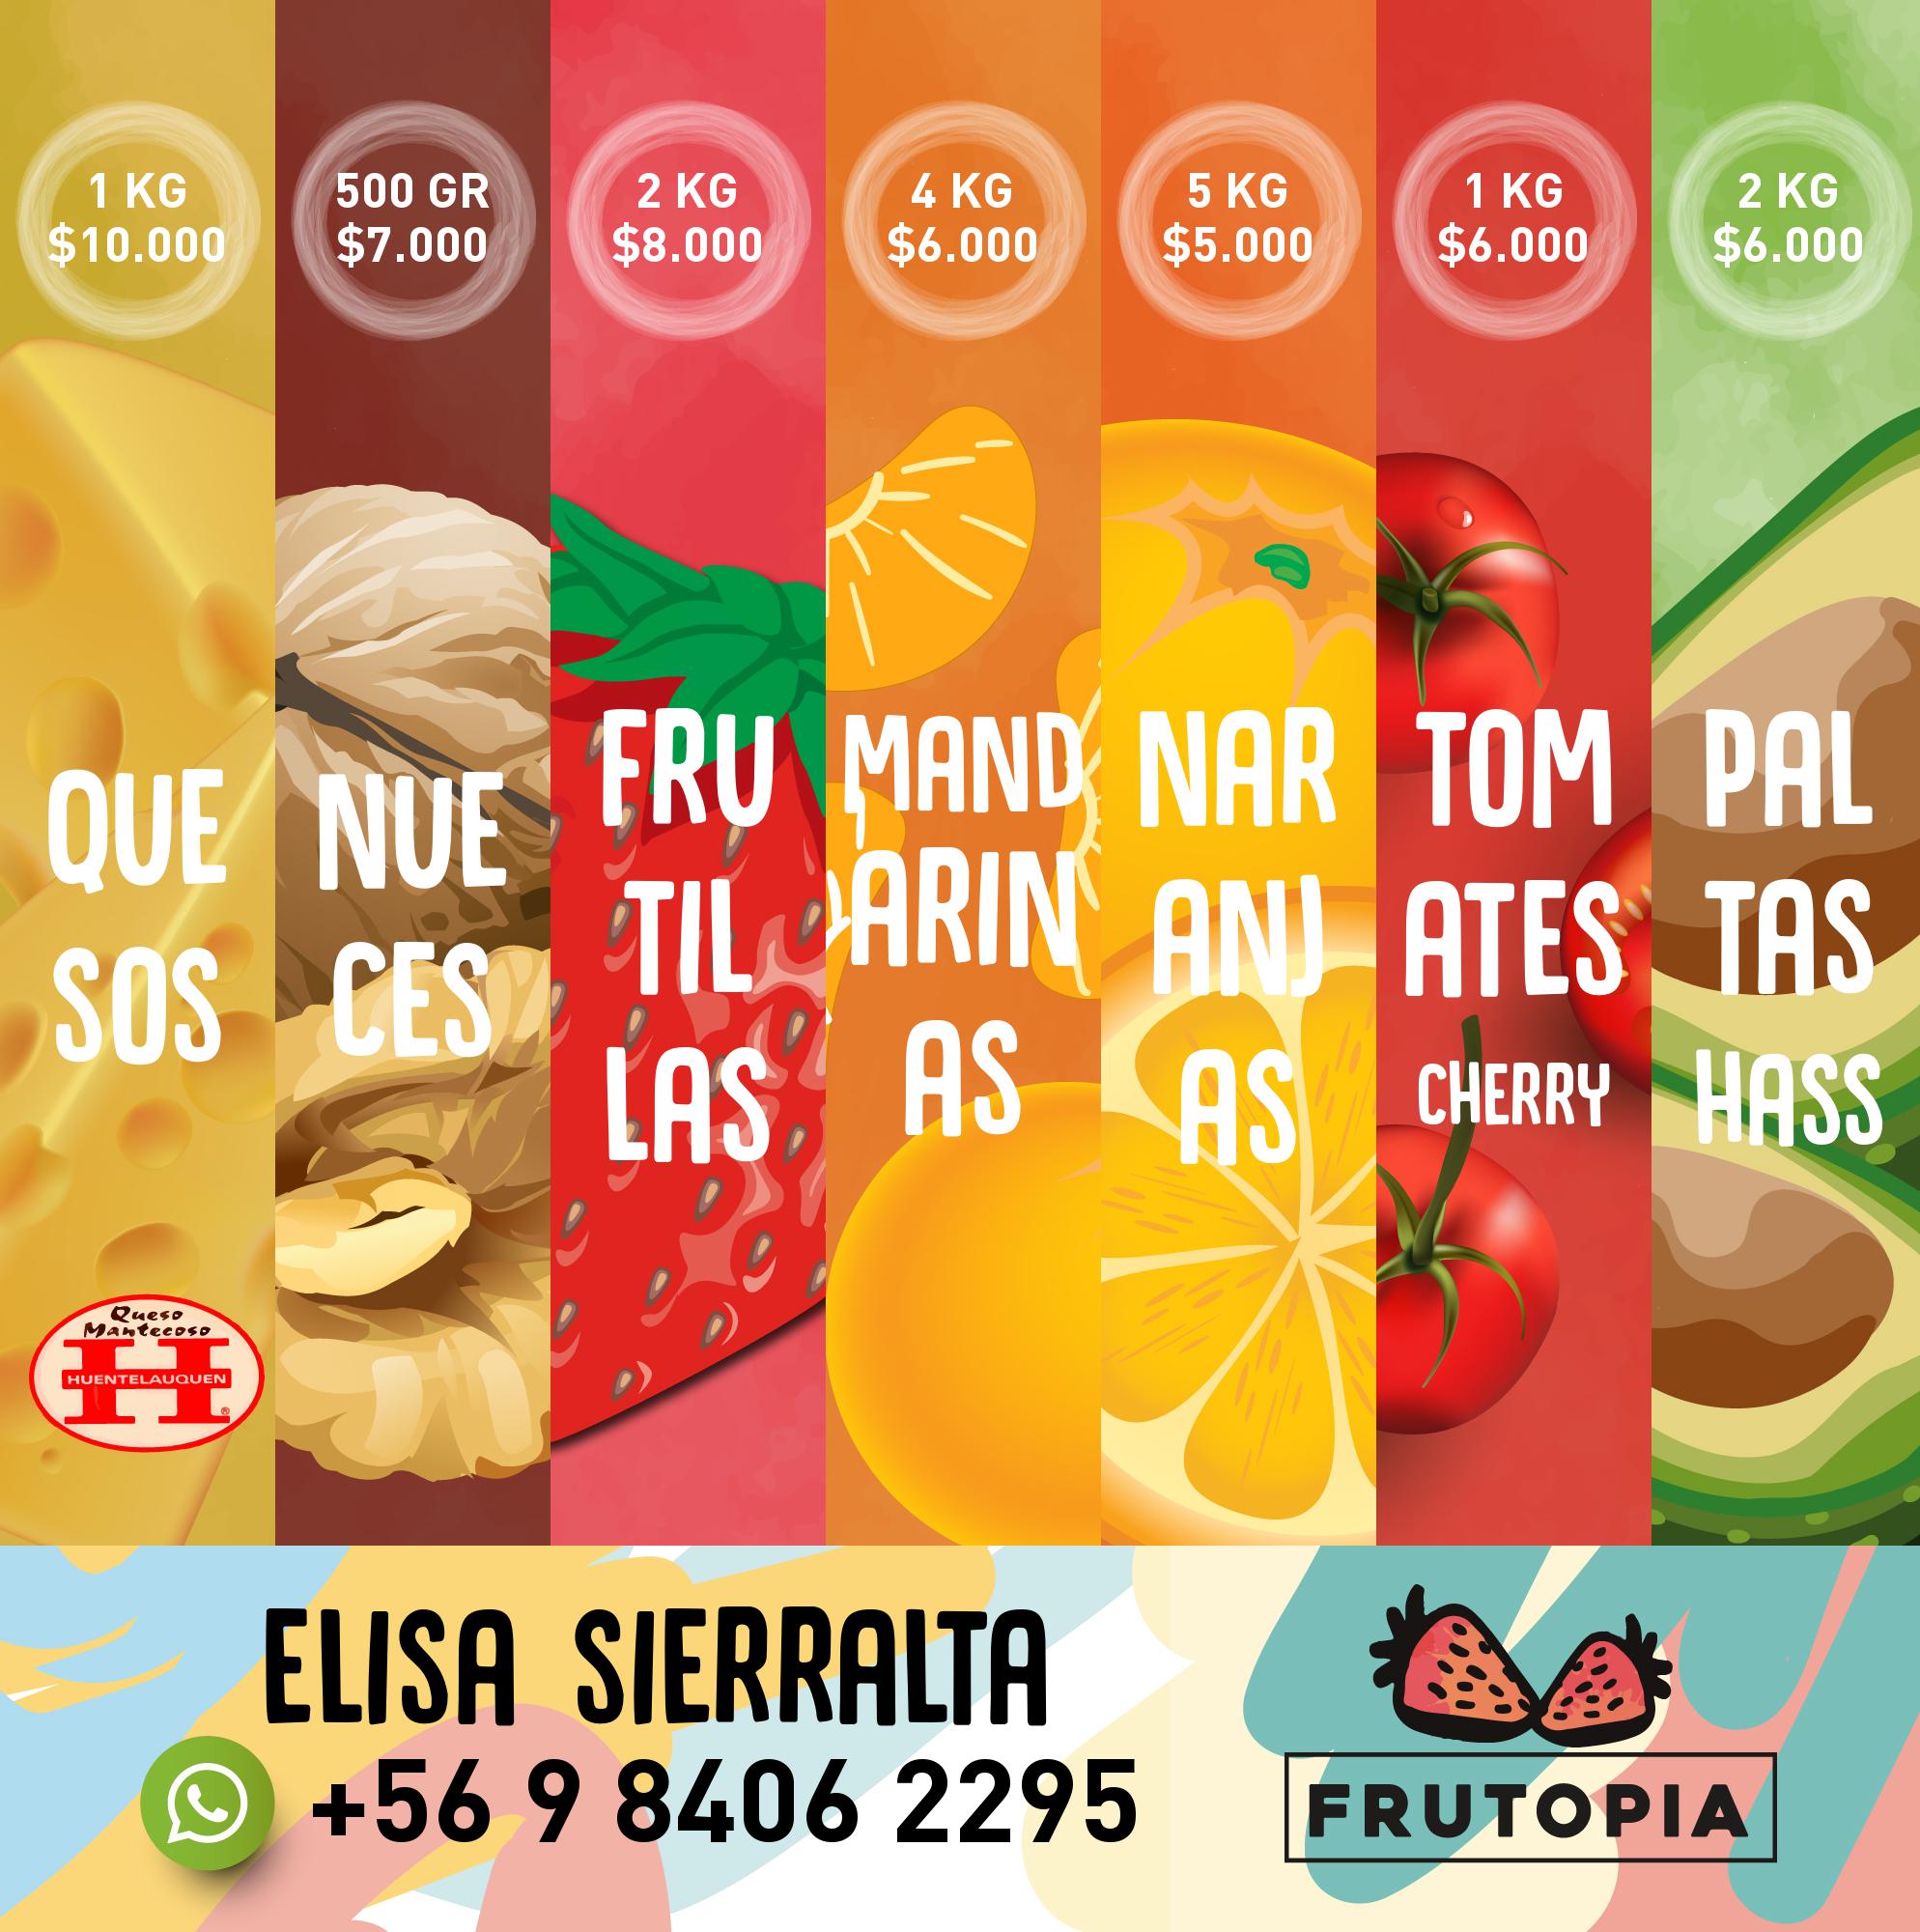 1 KG
$10.000
QUE
SOS
Queso
Mantecoso
H
HUENTELAUQUEN
®
500 GR
$7.000
NUE
CES
2 KG
$8.000
FRU
TIL
LAS
4 KG
$6.000
MAND
ARIN
AS
5 KG
$5.000
NAR
ANJ
AS
1 KG
$6.000
TOM
ATES
CHERRY
2 KG
$6.000
PAL
TAS
HASS
ELISA SIERRALTA
+56 9 8406 2295
FRUTOPIA